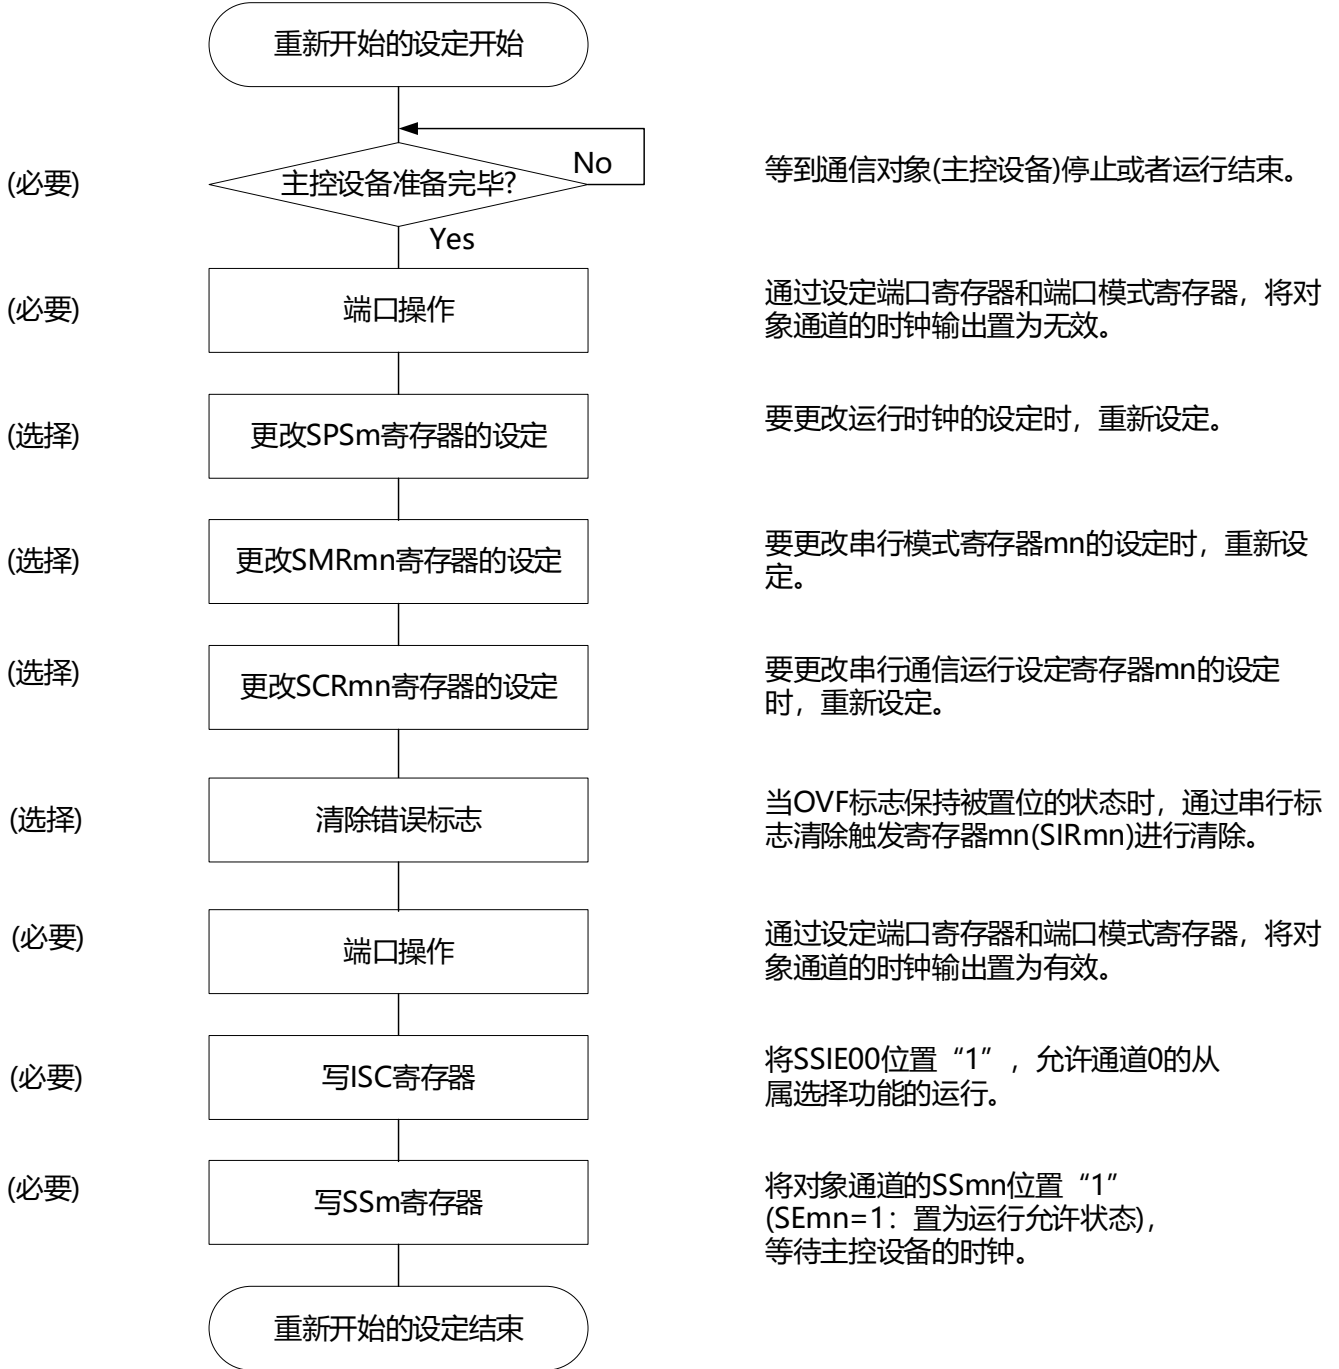 重新开始的设定开始
No
(必要)
主控设备准备完毕?
等到通信对象(主控设备)停止或者运行结束。
Yes
(必要)
端口操作
通过设定端口寄存器和端口模式寄存器，将对
象通道的时钟输出置为无效。
(选择)
更改SPSm寄存器的设定
要更改运行时钟的设定时，重新设定。
(选择)
更改SMRmn寄存器的设定
要更改串行模式寄存器mn的设定时，重新设
定。
(选择)
更改SCRmn寄存器的设定
要更改串行通信运行设定寄存器mn的设定
时，重新设定。
(选择)
清除错误标志
当OVF标志保持被置位的状态时，通过串行标
志清除触发寄存器mn(SIRmn)进行清除。
(必要)
端口操作
通过设定端口寄存器和端口模式寄存器，将对
象通道的时钟输出置为有效。
(必要)
写ISC寄存器
将SSIE00位置“1”，允许通道0的从
属选择功能的运行。
(必要)
写SSm寄存器
将对象通道的SSmn位置“1”
(SEmn=1：置为运行允许状态)，
等待主控设备的时钟。
重新开始的设定结束